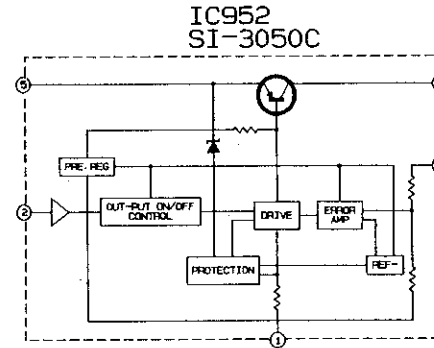 IC952
SI-3050C
5
PRE.REG
2
OUT-PUT ON/OFF
CONTROL
DRIVE
ERROR
AMP
PROTECTION
REF-
1